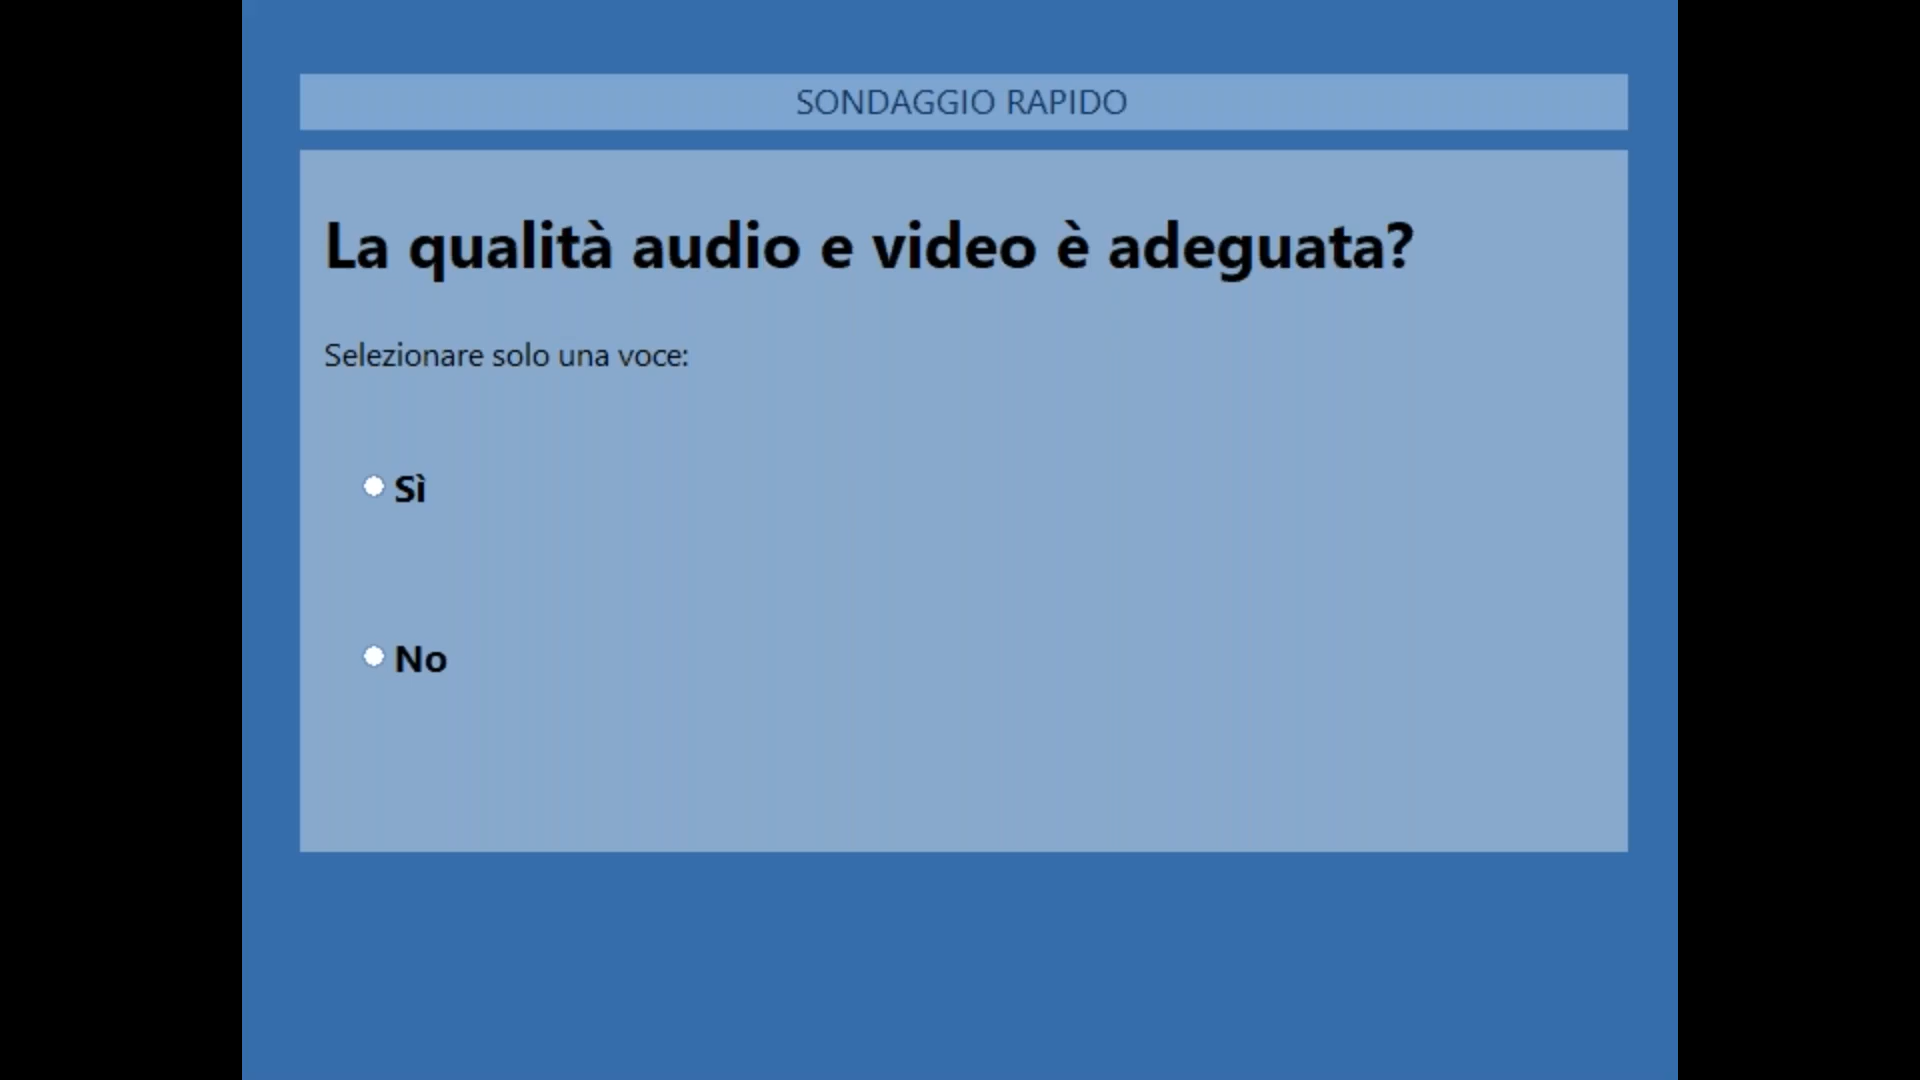 SONDAGGIO RAPIDO
La qualità audio e video è adeguata?
Selezionare solo una voce:
Sì
No